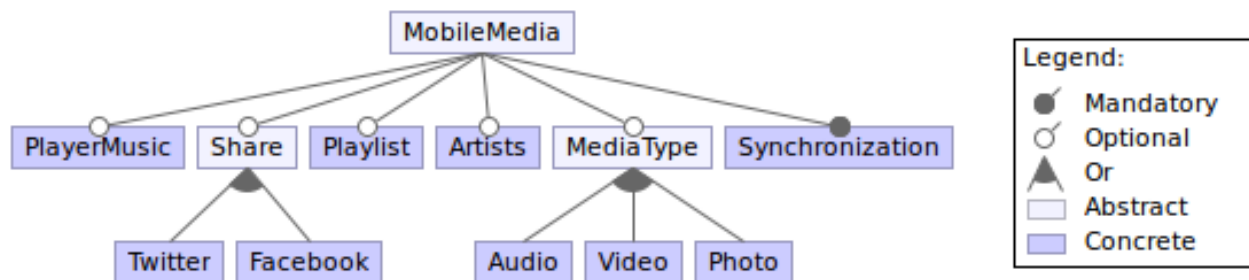 MobileMedia
PlayerMusic Share Playlist Artists MediaType Synchronization
Twitter Facebook Audio Video Photo
Legend:
Mandatory
Optional
Or
Abstract
Concrete